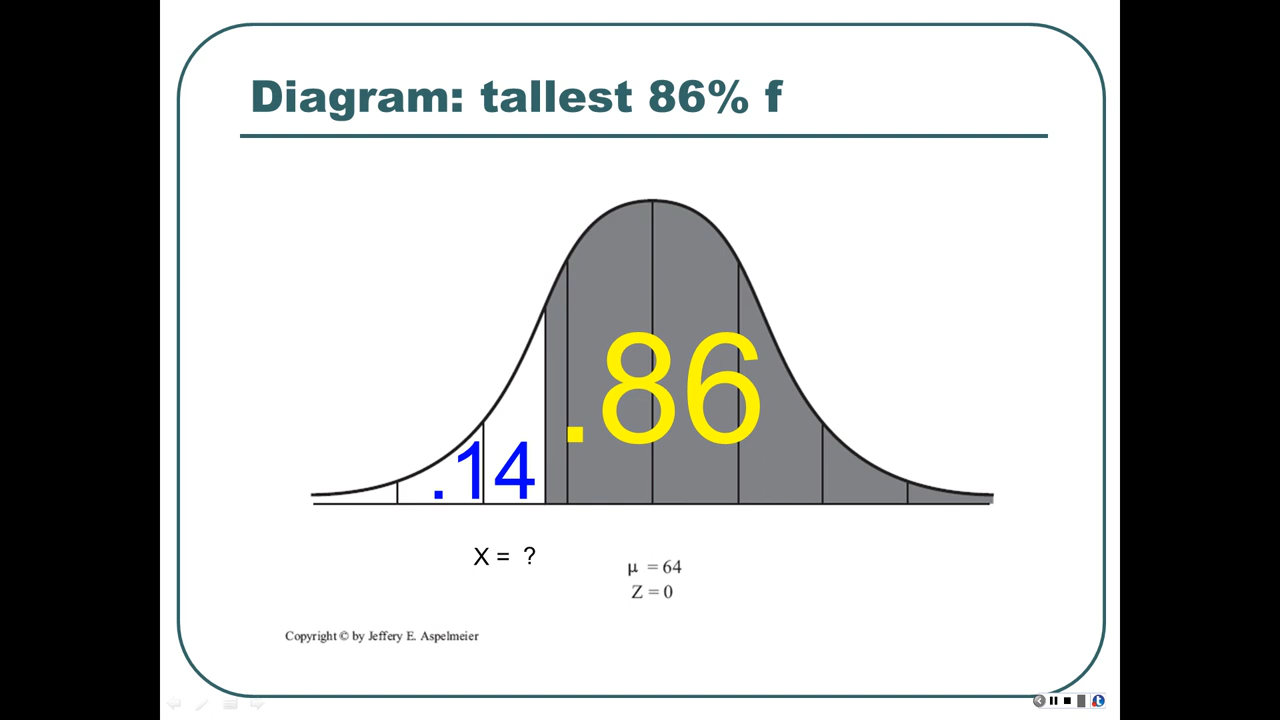 Diagram: tallest 86% f
.86
.14
X = ?
μ = 64
Z = 0
Copyright © by Jeffery E. Aspelmeier